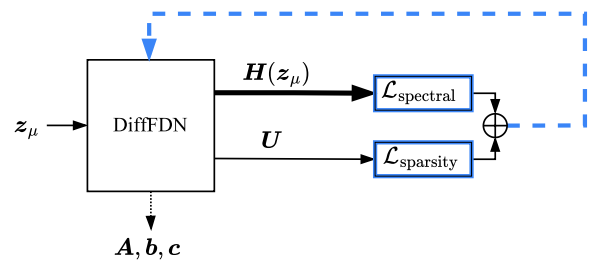 H(z_μ)
ℒ_spectral
z_μ
DiffFDN
U
ℒ_sparsity
A, b, c